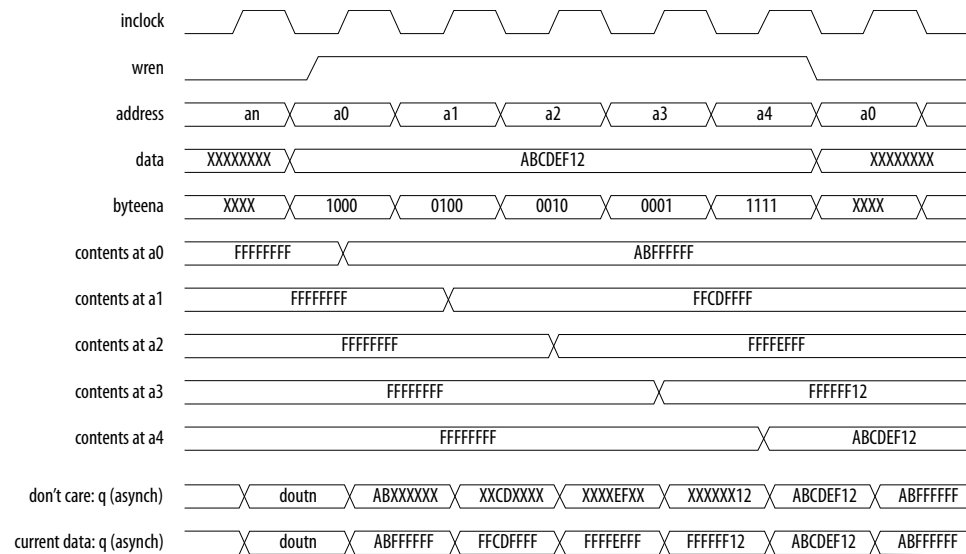 inclock
wren
address an a0 a1 a2 a3 a4 a0
data XXXXXXXX ABCDEF12 XXXXXXXX
byteena XXXX 1000 0100 0010 0001 1111 XXXX
contents at a0 FFFFFFFF ABFFFFFF
contents at a1 FFFFFFFF FFCDFFFF
contents at a2 FFFFFFFF FFFFEFFF
contents at a3 FFFFFFFF FFFFFF12
contents at a4 FFFFFFFF ABCDEF12
don't care: q (asynch) doutn ABXXXXXX XXCDXXXX XXXXEFXX XXXXXX12 ABCDEF12 ABFFFFFF
current data: q (asynch) doutn ABFFFFFF FFCDFFFF FFFFEFFF FFFFFF12 ABCDEF12 ABFFFFFF